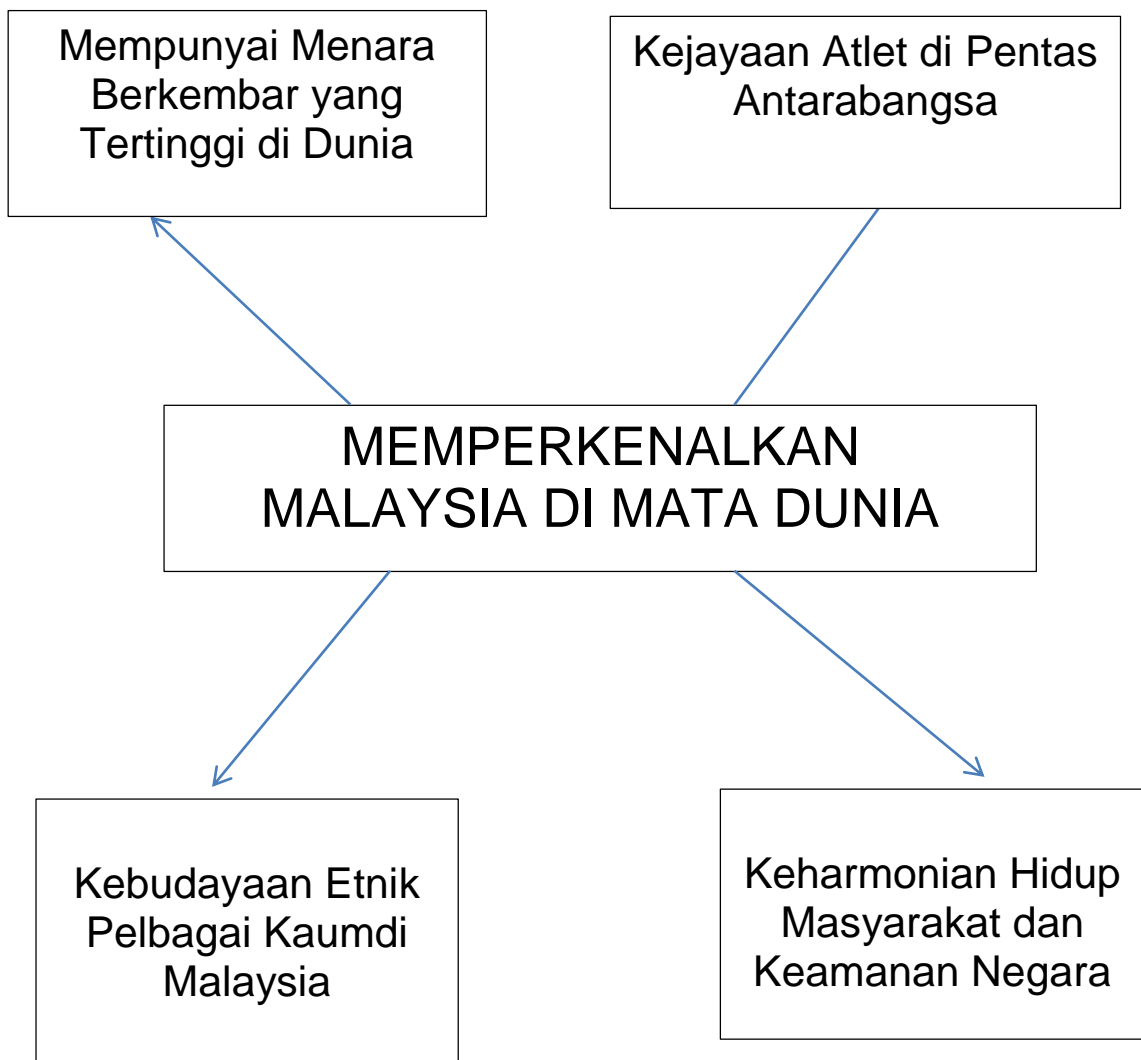 Mempunyai Menara
Berkembar yang
Tertinggi di Dunia
Kejayaan Atlet di Pentas
Antarabangsa
MEMPERKENALKAN
MALAYSIA DI MATA DUNIA
Kebudayaan Etnik
Pelbagai Kaumdi
Malaysia
Keharmonian Hidup
Masyarakat dan
Keamanan Negara